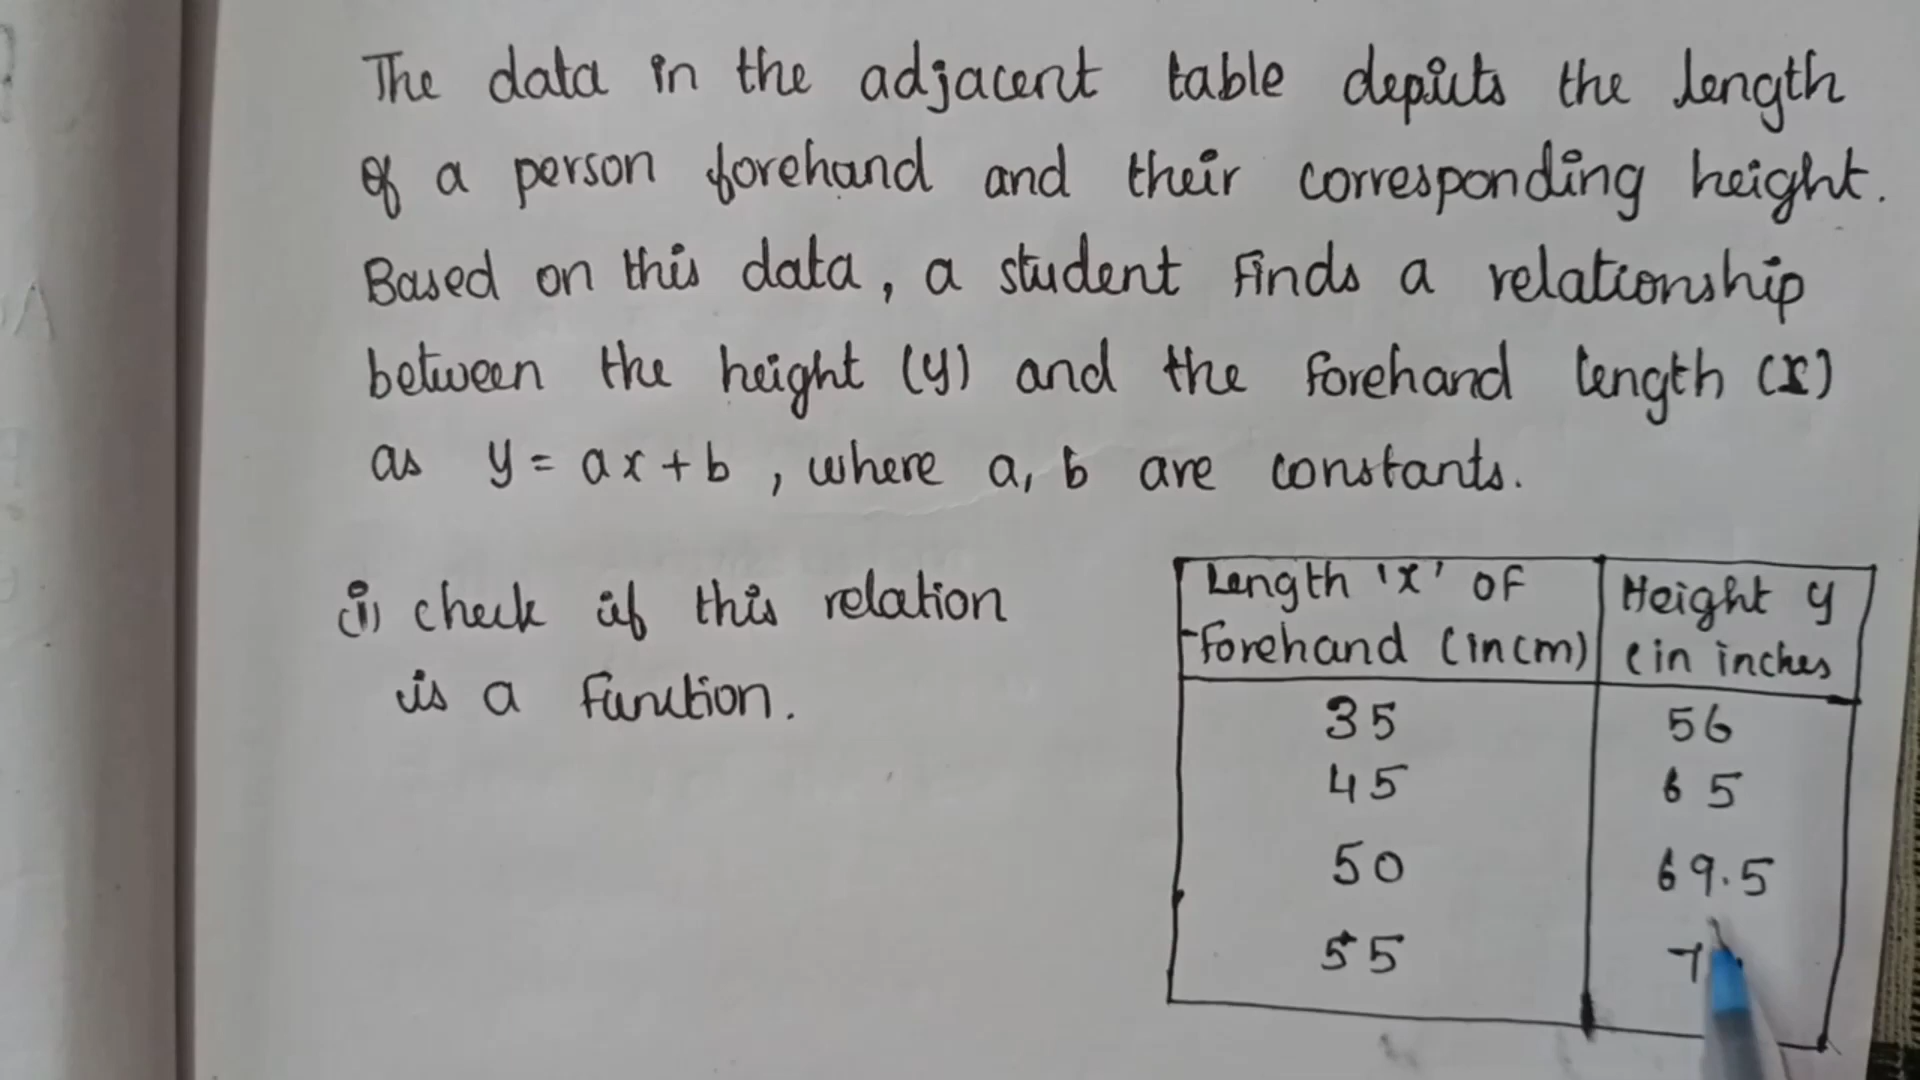 The data in the adjacent table depicts the length
of a person forehand and their corresponding height.
Based on this data, a student finds a relationship
between the height (y) and the forehand length (x)
as y = ax + b , where a, b are constants.
(i) check if this relation
is a function.
Length 'x' of Forehand (in cm)
Height y (in inches
35 56
45 65
50 69.5
55